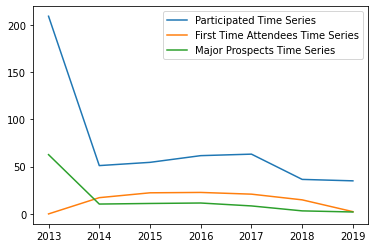 Participated Time Series
First Time Attendees Time Series
Major Prospects Time Series
200
150
100
50
0
2013 2014 2015 2016 2017 2018 2019